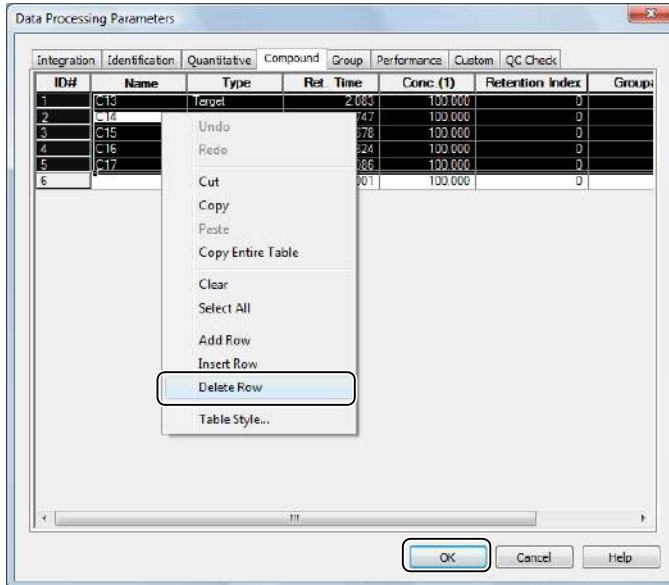 Data Processing Parameters
Integration Identification Quantitative Compound Group Performance Custom QC Check
ID# Name Type Ret. Time Conc.(1) Retention Index Group#
1 C13 Target 2.083 100.000 0
2 C14 747 100.000 0
3 C15 578 100.000 0
4 C16 324 100.000 0
5 C17 086 100.000 0
6 001 100.000 0
Undo
Redo
Cut
Copy
Paste
Copy Entire Table
Clear
Select All
Add Row
Insert Row
Delete Row
Table Style...
OK Cancel Help